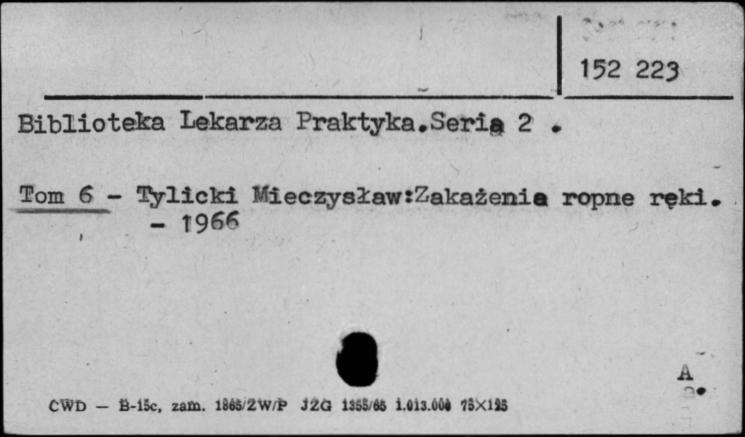 152 223
Biblioteka Lekarza Praktyka.Seria 2 .
Tom 6 - Tylicki Mieczysław:Zakażenia ropne ręki.
- 1966
A
CWD — B-15c, zam. 1865/ZW/P JZG 1355/65 1.013.000 75X125